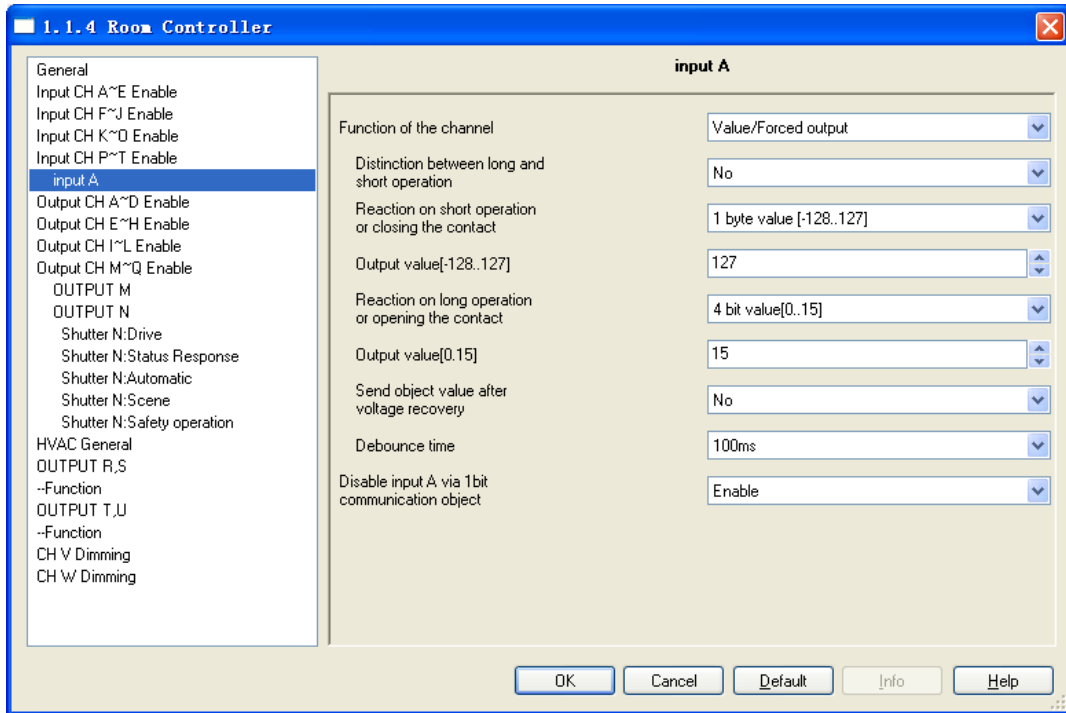 1.1.4 Room Controller
General
Input CH A~E Enable
Input CH F~J Enable
Input CH K~O Enable
Input CH P~T Enable
input A
Output CH A~D Enable
Output CH E~H Enable
Output CH I~L Enable
Output CH M~Q Enable
OUTPUT M
OUTPUT N
Shutter N:Drive
Shutter N:Status Response
Shutter N:Automatic
Shutter N:Scene
Shutter N:Safety operation
HVAC General
OUTPUT R,S
--Function
OUTPUT T,U
--Function
CH V Dimming
CH W Dimming
input A
Function of the channel Value/Forced output
Distinction between long and
short operation No
Reaction on short operation
or closing the contact 1 byte value [-128..127]
Output value[-128..127] 127
Reaction on long operation
or opening the contact 4 bit value[0..15]
Output value[0.15] 15
Send object value after
voltage recovery No
Debounce time 100ms
Disable input A via 1bit
communication object Enable
OK Cancel Default Info Help